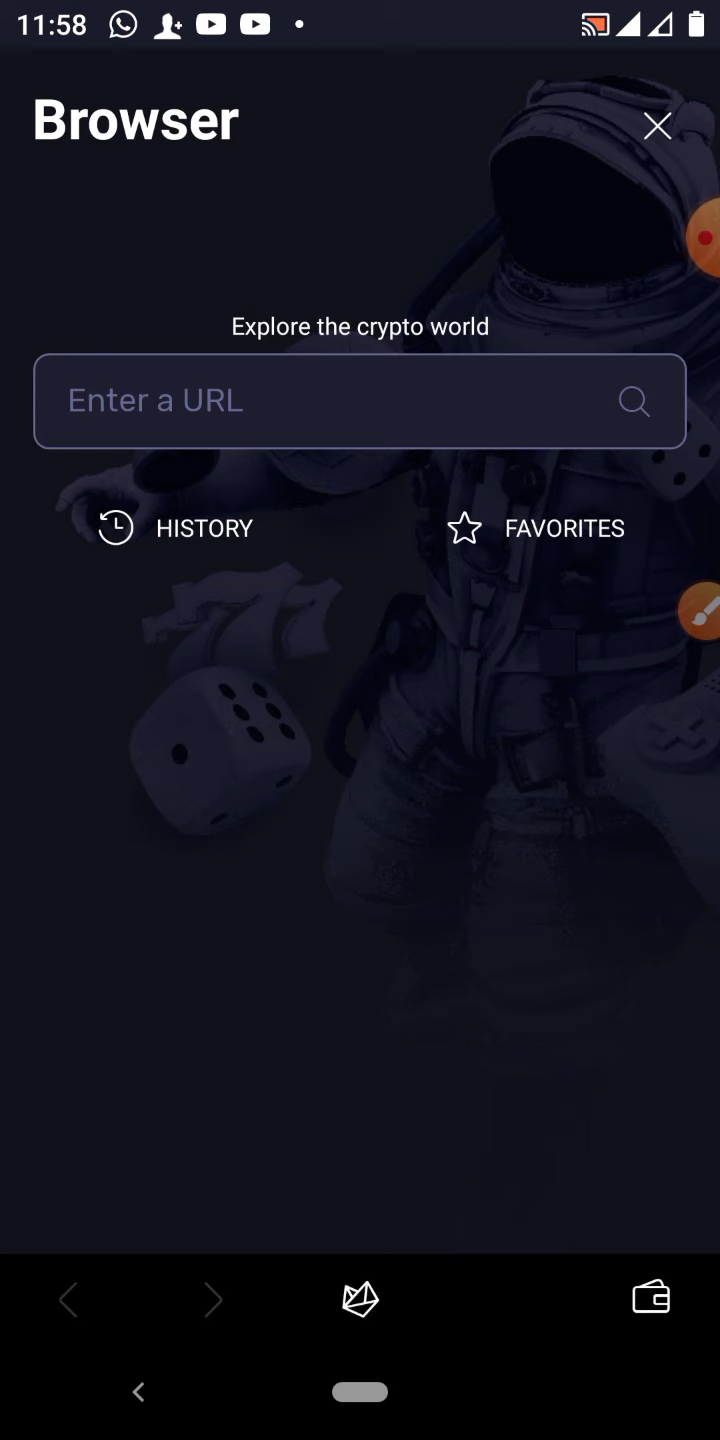 11:58
Browser
Explore the crypto world
Enter a URL
HISTORY
FAVORITES